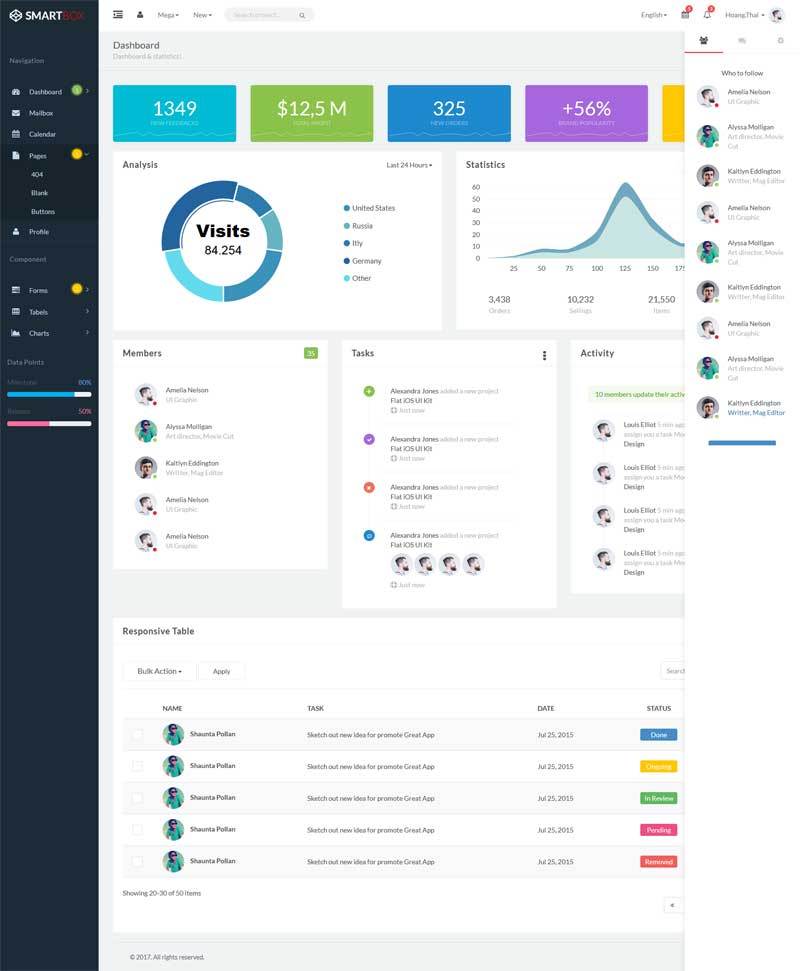 SMARTBOX
Mega
New
Search project...
English
Hoang.Thai
Navigation
Dashboard
Mailbox
Calendar
Pages
404
Blank
Buttons
Profile
Component
Forms
Tabels
Charts
Data Points
Milestone 80%
Release 50%
Dashboard
Dashboard & statistics!
1349
NEW FEEDBACKS
$12,5 M
TOTAL PROFIT
325
NEW ORDERS
+56%
BRAND POPULARITY
Analysis
Last 24 Hours
Visits
84.254
United States
Russia
Itly
Germany
Other
Statistics
60
50
40
30
20
10
0
25 50 75 100 125 150 175
3,438 10,232 21,550
Orders Sellings Items
Members 35
Amelia Nelson
UI Graphic
Alyssa Molligan
Art director, Movie Cut
Kaitlyn Eddington
Writter, Mag Editor
Amelia Nelson
UI Graphic
Amelia Nelson
UI Graphic
Tasks
Alexandra Jones added a new project
Flat iOS UI Kit
Just now
Alexandra Jones added a new project
Flat iOS UI Kit
Just now
Alexandra Jones added a new project
Flat iOS UI Kit
Just now
Alexandra Jones added a new project
Flat iOS UI Kit
Just now
Activity
10 members update their activ
Louis Elliot 5 min ago
assign you a task Moc
Design
Louis Elliot 5 min ago
assign you a task Moc
Design
Louis Elliot 5 min ago
assign you a task Moc
Design
Louis Elliot 5 min ago
assign you a task Moc
Design
Responsive Table
Bulk Action
Apply
Search
NAME TASK DATE STATUS
Shaunta Pollan Sketch out new idea for promote Great App Jul 25, 2015 Done
Shaunta Pollan Sketch out new idea for promote Great App Jul 25, 2015 Ongoing
Shaunta Pollan Sketch out new idea for promote Great App Jul 25, 2015 In Review
Shaunta Pollan Sketch out new idea for promote Great App Jul 25, 2015 Pending
Shaunta Pollan Sketch out new idea for promote Great App Jul 25, 2015 Removed
Showing 20-30 of 50 items
«
© 2017. All rights reserved.
Who to follow
Amelia Nelson
UI Graphic
Alyssa Molligan
Art director, Movie
Cut
Kaitlyn Eddington
Writter, Mag Editor
Amelia Nelson
UI Graphic
Alyssa Molligan
Art director, Movie
Cut
Kaitlyn Eddington
Writter, Mag Editor
Amelia Nelson
UI Graphic
Alyssa Molligan
Art director, Movie
Cut
Kaitlyn Eddington
Writter, Mag Editor